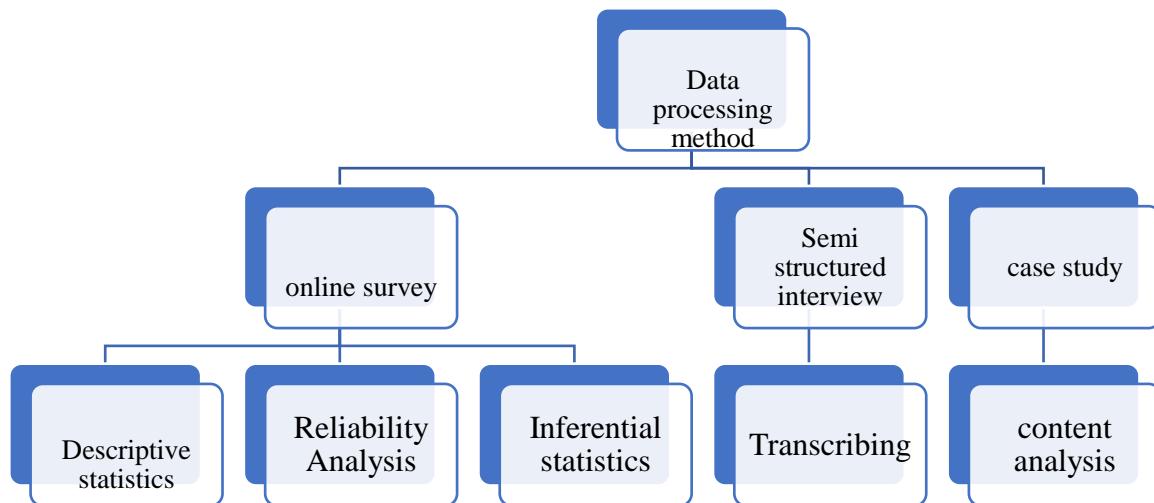 Data
processing
method
online survey
Semi
structured
interview
case study
Descriptive
statistics
Reliability
Analysis
Inferential
statistics
Transcribing
content
analysis